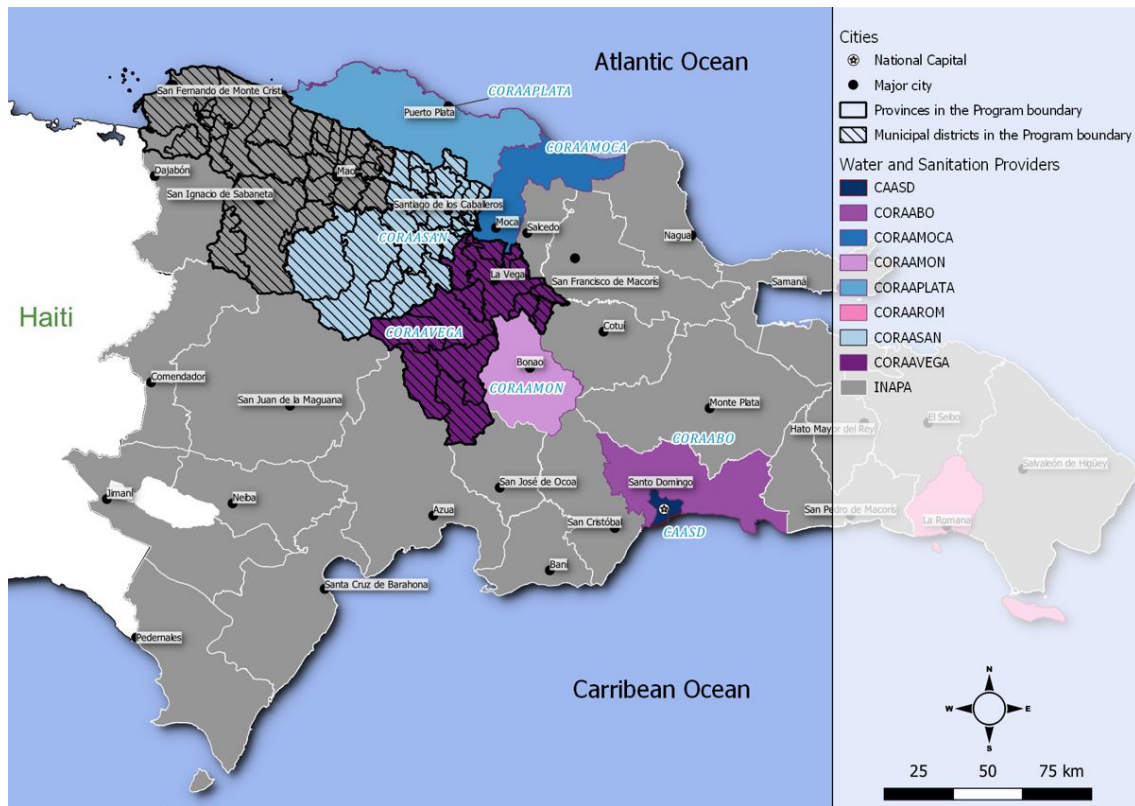 Atlantic Ocean
CORAAPLATA
San Fernando de Monte Cristi
Puerto Plata
CORAAMOCA
Dajabón
Mao
San Ignacio de Sabaneta
Santiago de los Caballeros
Moca
Salcedo
CORAASAN
Nagua
La Vega
San Francisco de Macorís
Samaná
Haiti
CORAAVEGA
Cotuí
Bonao
Comendador
CORAAMON
San Juan de la Maguana
Monte Plata
Hato Mayor del Rey
El Seibo
CORAABO
Salvaleón de Higüey
Jimaní
Neiba
San José de Ocoa
Santo Domingo
Azua
San Cristóbal
San Pedro de Macorís
La Romana
CAASD
Baní
Santa Cruz de Barahona
Pedernales
Carribean Ocean
Cities
National Capital
Major city
Provinces in the Program boundary
Municipal districts in the Program boundary
Water and Sanitation Providers
CAASD
CORAABO
CORAAMOCA
CORAAMON
CORAAPLATA
CORAAROM
CORAASAN
CORAAVEGA
INAPA
N
W E
S
25 50 75 km